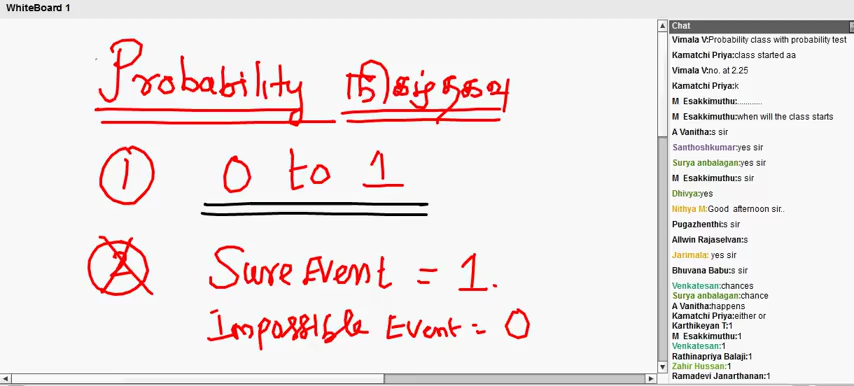 WhiteBoard 1
Probability நிகழ்தகவு
① 0 to 1
② Sure Event = 1.
Impossible Event = 0
Chat
Vimala V:Probability class with probability test
Kamatchi Priya:class started aa
Vimala V:no. at 2.25
Kamatchi Priya:k
M Esakkimuthu:...........
M Esakkimuthu:when will the class starts
A Vanitha:s sir
Santhoshkumar:yes sir
Surya anbalagan:yes sir
M Esakkimuthu:s sir
Dhivya:yes
Nithya M:Good afternoon sir..
Pugazhenthi:s sir
Allwin Rajaselvan:s
Jarimala: yes sir
Bhuvana Babu:s sir
Venkatesan:chances
Surya anbalagan:chance
A Vanitha:happens
Kamatchi Priya:either or
Karthikeyan T:1
M Esakkimuthu:1
Venkatesan:1
Rathinapriya Balaji:1
Zahir Hussan:1
Ramadevi Janarthanan:1